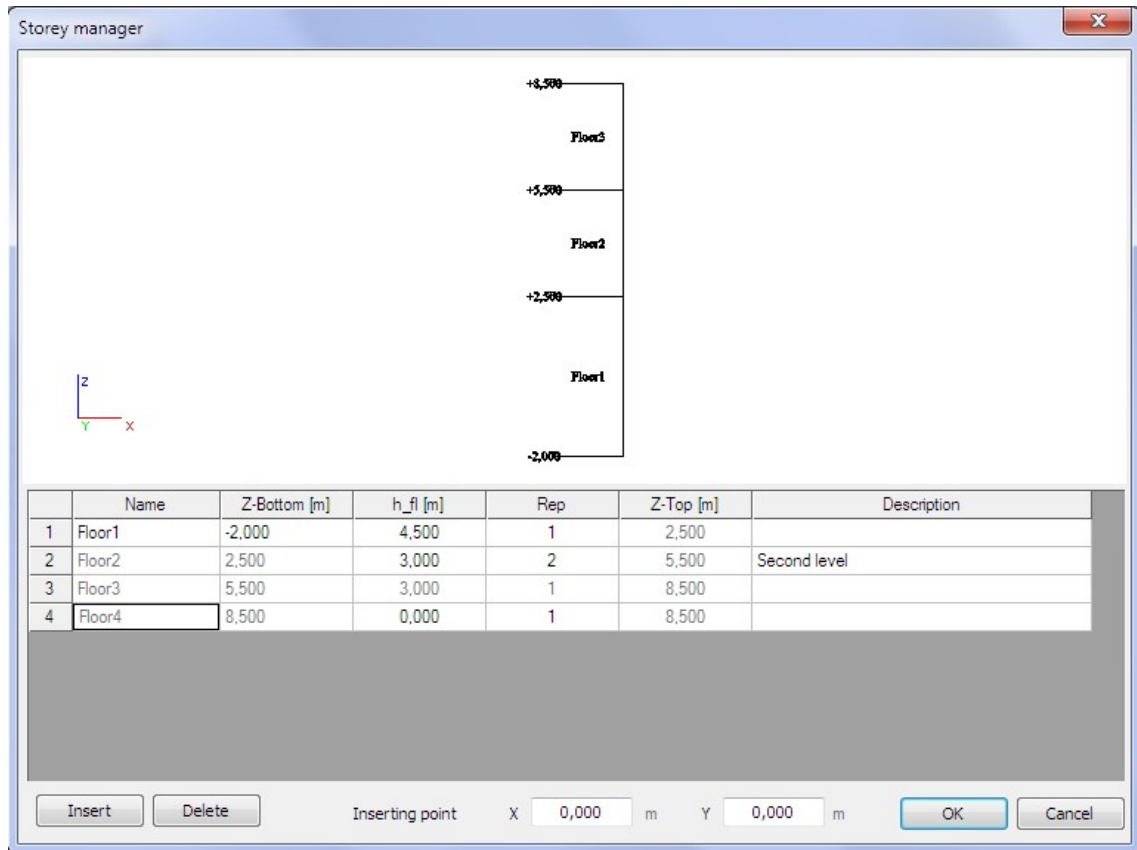 Storey manager
+8,500
Floor3
+5,500
Floor2
+2,500
Z
Floor1
Y X
-2,000
Name Z-Bottom [m] h_fl [m] Rep Z-Top [m] Description
1 Floor1 -2,000 4,500 1 2,500
2 Floor2 2,500 3,000 2 5,500 Second level
3 Floor3 5,500 3,000 1 8,500
4 Floor4 8,500 0,000 1 8,500
Insert Delete Inserting point X 0,000 m Y 0,000 m OK Cancel